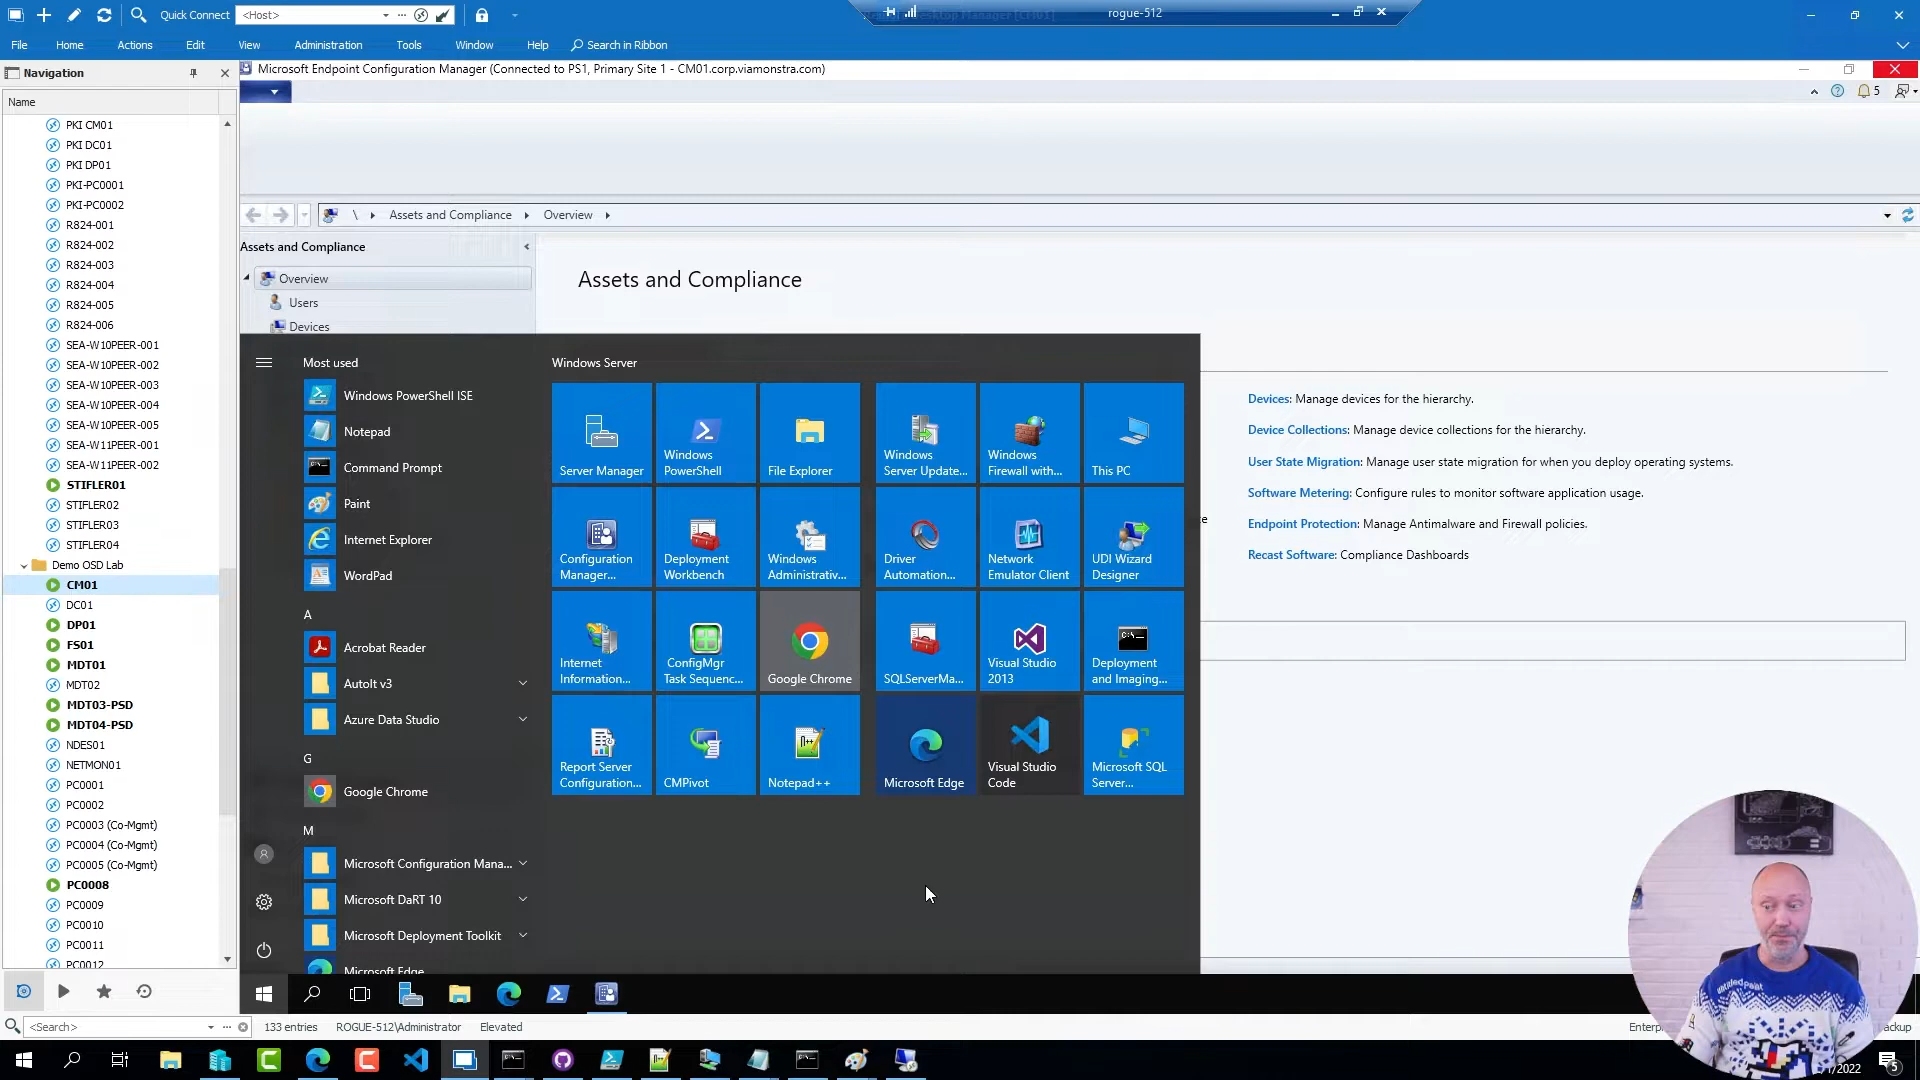 Quick Connect
<Host>
rogue-512
File
Home
Actions
Edit
View
Administration
Tools
Window
Help
Search in Ribbon
Navigation
Microsoft Endpoint Configuration Manager (Connected to PS1, Primary Site 1 - CM01.corp.viamonstra.com)
5
Name
PKI CM01
PKI DC01
PKI DP01
PKI-PC0001
PKI-PC0002
R824-001
R824-002
R824-003
R824-004
R824-005
R824-006
SEA-W10PEER-001
SEA-W10PEER-002
SEA-W10PEER-003
SEA-W10PEER-004
SEA-W10PEER-005
SEA-W11PEER-001
SEA-W11PEER-002
STIFLER01
STIFLER02
STIFLER03
STIFLER04
Demo OSD Lab
CM01
DC01
DP01
FS01
MDT01
MDT02
MDT03-PSD
MDT04-PSD
NDES01
NETMON01
PC0001
PC0002
PC0003 (Co-Mgmt)
PC0004 (Co-Mgmt)
PC0005 (Co-Mgmt)
PC0008
PC0009
PC0010
PC0011
PC0012
\ Assets and Compliance Overview
Assets and Compliance
Overview
Users
Devices
Assets and Compliance
Devices: Manage devices for the hierarchy.
Device Collections: Manage device collections for the hierarchy.
User State Migration: Manage user state migration for when you deploy operating systems.
Software Metering: Configure rules to monitor software application usage.
Endpoint Protection: Manage Antimalware and Firewall policies.
Recast Software: Compliance Dashboards
Most used
Windows PowerShell ISE
Notepad
Command Prompt
Paint
Internet Explorer
WordPad
A
Acrobat Reader
AutoIt v3
Azure Data Studio
G
Google Chrome
M
Microsoft Configuration Mana...
Microsoft DaRT 10
Microsoft Deployment Toolkit
Microsoft Edge
Windows Server
Server Manager
Windows
PowerShell
File Explorer
Windows
Server Update...
Windows
Firewall with...
This PC
Configuration
Manager...
Deployment
Workbench
Windows
Administrativ...
Driver
Automation...
Network
Emulator Client
UDI Wizard
Designer
Internet
Information...
ConfigMgr
Task Sequenc...
Google Chrome
SQLServerMa...
Visual Studio
2013
Deployment
and Imaging...
Report Server
Configuration...
CMPivot
Notepad++
Microsoft Edge
Visual Studio
Code
Microsoft SQL
Server...
<Search>
133 entries
ROGUE-512\Administrator
Elevated
Enterpr
ackup
/1/2022
5